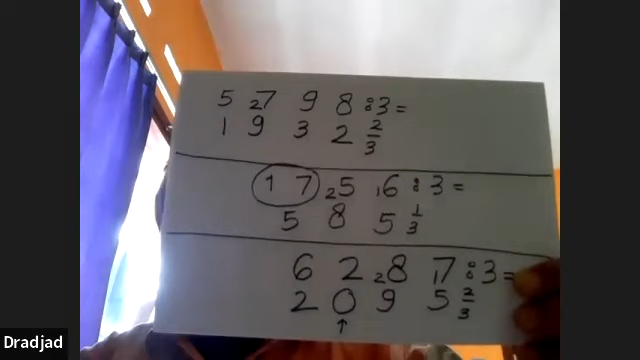 5 27 9 8 : 3 =
1 9 3 2 2/3
1 7 25 16 : 3 =
5 8 5 1/3
6 2 28 17 : 3 =
2 0 9 5 2/3
↑
Dradjad